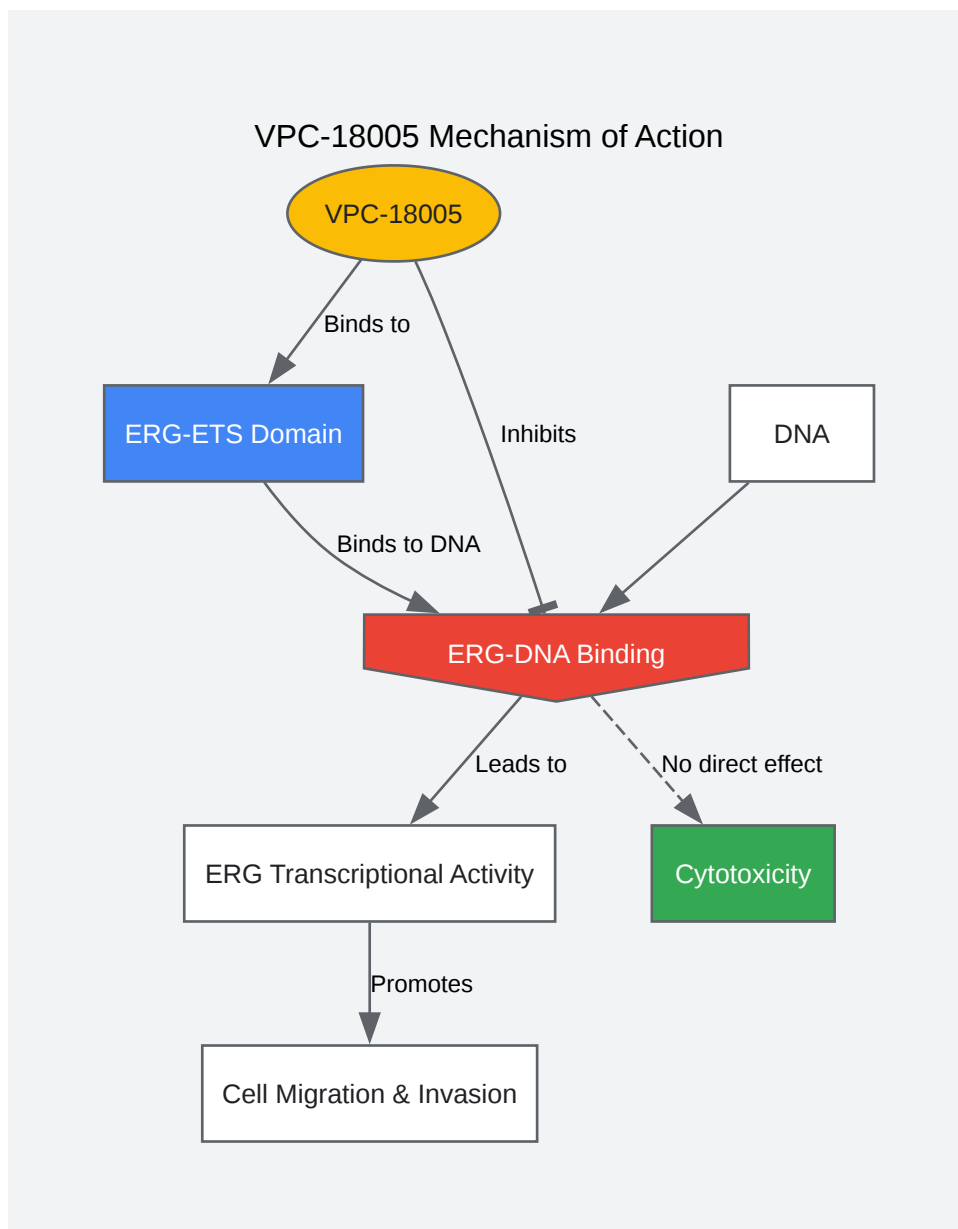 VPC-18005 Mechanism of Action
VPC-18005
Binds to
ERG-ETS Domain
Inhibits
DNA
Binds to DNA
ERG-DNA Binding
Leads to
No direct effect
ERG Transcriptional Activity
Cytotoxicity
Promotes
Cell Migration & Invasion